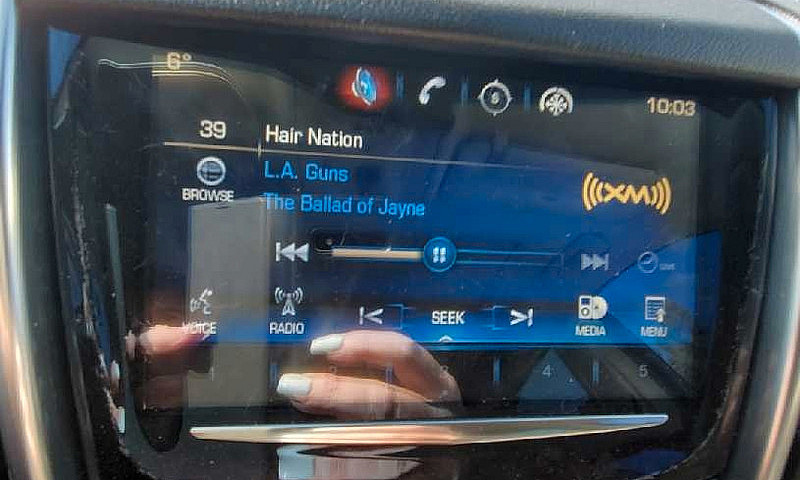 6°
10:03
39 Hair Nation
L.A. Guns
BROWSE
((XM))
The Ballad of Jayne
VOICE
RADIO
SEEK
MEDIA
MENU
4
5